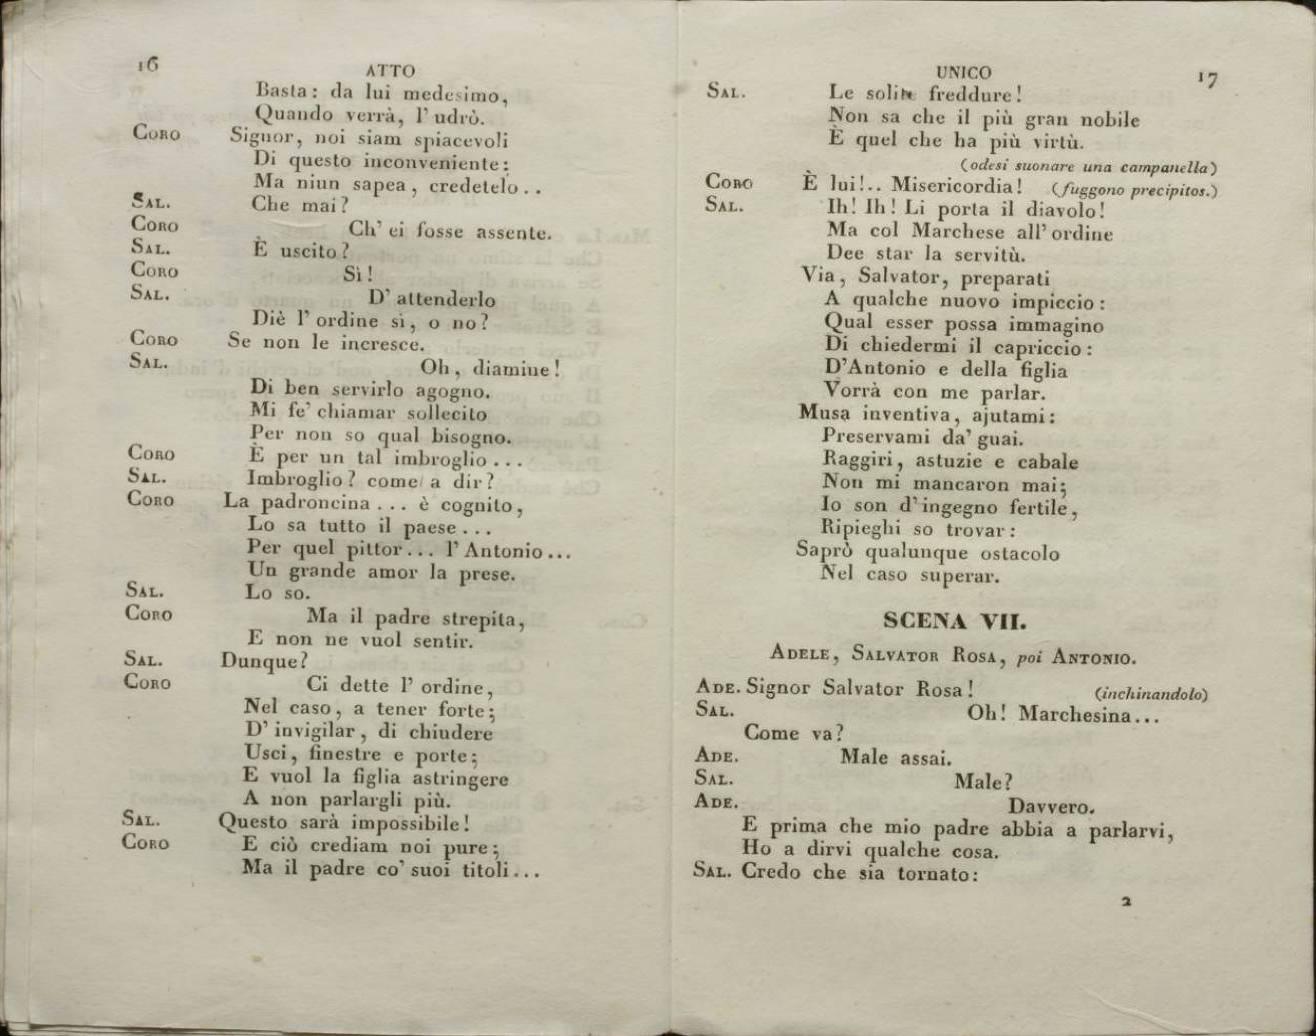 16
ATTO
Basta: da lui medesimo,
Quando verrà, l' udrò.
CORO Signor, noi siam spiacevoli
Di questo inconveniente;
Ma niun sapea, credetelo..
SAL. Che mai?
CORO Ch' ei fosse assente.
SAL. È uscito?
CORO Sì!
SAL. D' attenderlo
Diè l' ordine sì, o no?
CORO Se non le incresce.
SAL. Oh, diamine!
Di ben servirlo agogno.
Mi fe' chiamar sollecito
Per non so qual bisogno.
CORO È per un tal imbroglio...
SAL. Imbroglio? come a dir?
CORO La padroncina... è cognito,
Lo sa tutto il paese...
Per quel pittor... l' Antonio...
Un grande amor la prese.
SAL. Lo so.
CORO Ma il padre strepita,
E non ne vuol sentir.
SAL. Dunque?
CORO Ci dette l' ordine,
Nel caso, a tener forte;
D' invigilar, di chiudere
Usci, finestre e porte;
E vuol la figlia astringere
A non parlargli più.
SAL. Questo sarà impossibile!
CORO E ciò crediam noi pure;
Ma il padre co' suoi titoli...
UNICO
17
SAL. Le solite freddure!
Non sa che il più gran nobile
È quel che ha più virtù.
(odesi suonare una campanella)
CORO È lui!.. Misericordia! (fuggono precipitos.)
SAL. Ih! Ih! Li porta il diavolo!
Ma col Marchese all' ordine
Dee star la servitù.
Via, Salvator, preparati
A qualche nuovo impiccio:
Qual esser possa immagino
Di chiedermi il capriccio:
D'Antonio e della figlia
Vorrà con me parlar.
Musa inventiva, ajutami:
Preservami da' guai.
Raggiri, astuzie e cabale
Non mi mancaron mai;
Io son d' ingegno fertile,
Ripieghi so trovar:
Saprò qualunque ostacolo
Nel caso superar.
SCENA VII.
ADELE, SALVATOR ROSA, poi ANTONIO.
ADE. Signor Salvator Rosa! (inchinandolo)
SAL. Oh! Marchesina...
Come va?
ADE. Male assai.
SAL. Male?
ADE. Davvero.
E prima che mio padre abbia a parlarvi,
Ho a dirvi qualche cosa.
SAL. Credo che sia tornato:
2